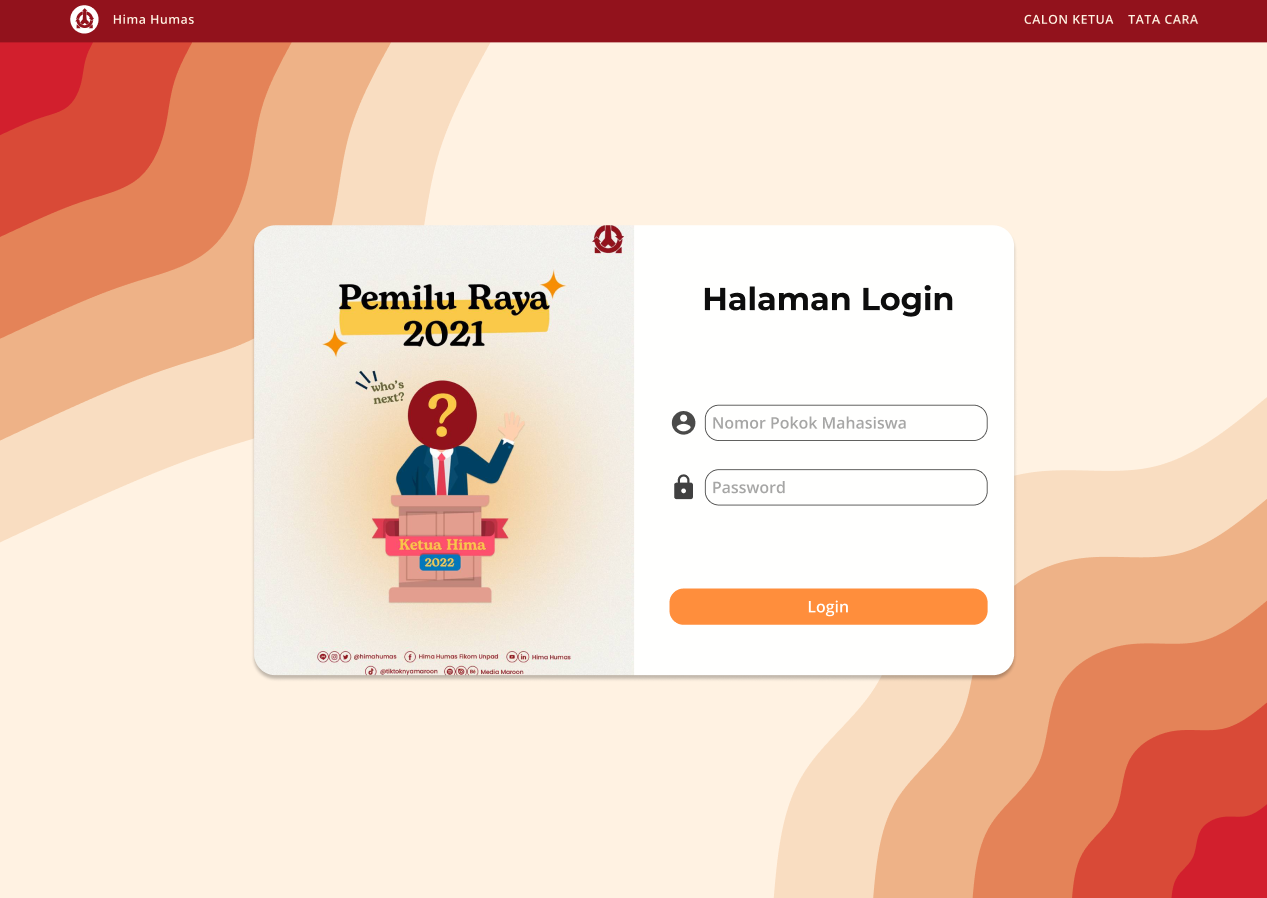 Hima Humas
CALON KETUA TATA CARA
Pemilu Raya
2021
who's
next?
?
Ketua Hima
2022
@himahumas Hima Humas Fikom Unpad Hima Humas
@tiktoknyamaroon Media Maroon
Halaman Login
Nomor Pokok Mahasiswa
Password
Login